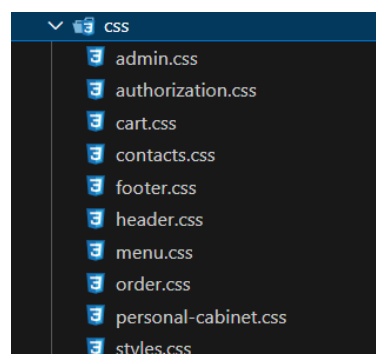 css
admin.css
authorization.css
cart.css
contacts.css
footer.css
header.css
menu.css
order.css
personal-cabinet.css
styles.css